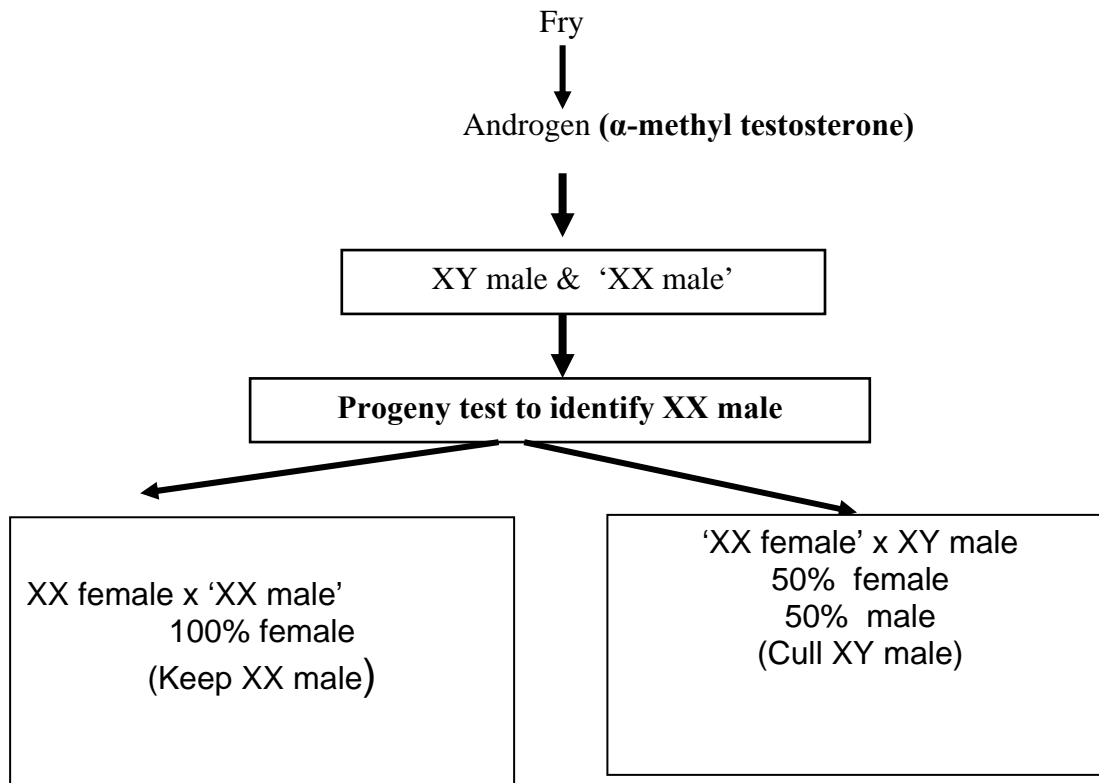 Fry
Androgen (α-methyl testosterone)
XY male & ‘XX male’
Progeny test to identify XX male
XX female x ‘XX male’
100% female
(Keep XX male)
‘XX female’ x XY male
50% female
50% male
(Cull XY male)